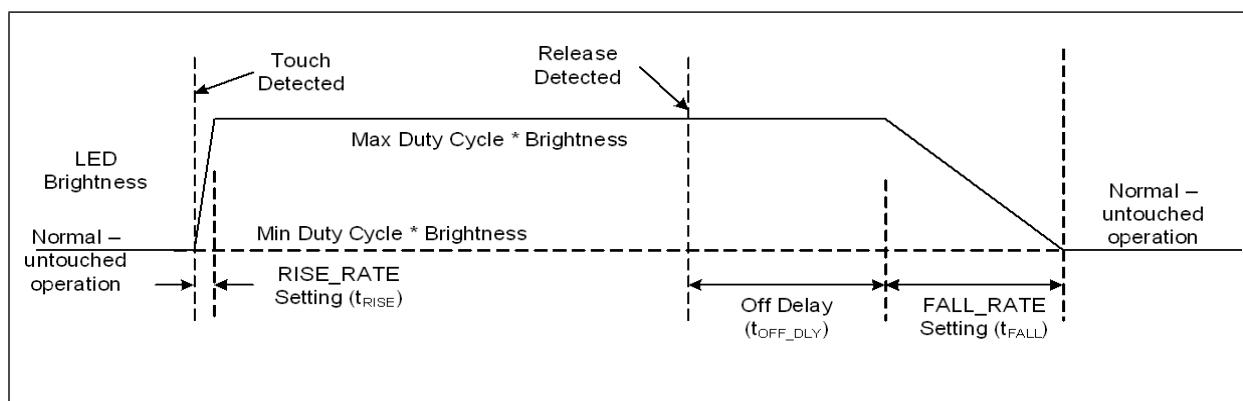 Touch
Detected
Release
Detected
Max Duty Cycle * Brightness
LED
Brightness
Normal –
untouched
operation
Min Duty Cycle * Brightness
Normal –
untouched
operation
RISE_RATE
Setting (tRISE)
Off Delay
(tOFF_DLY)
FALL_RATE
Setting (tFALL)